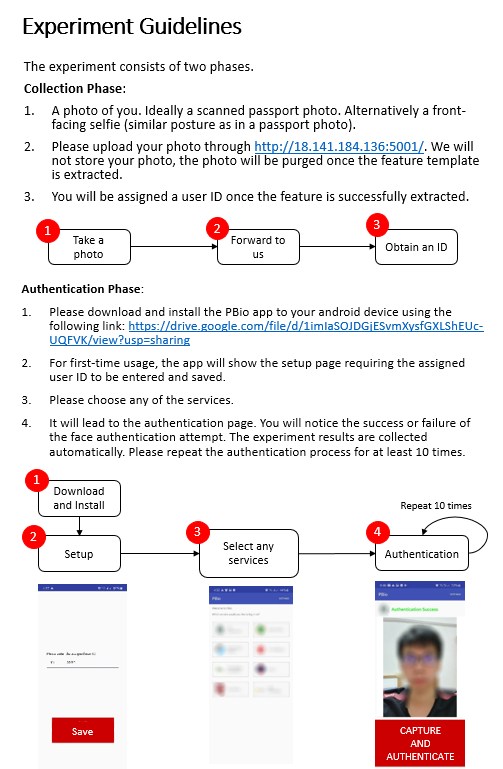 Experiment Guidelines
The experiment consists of two phases.
Collection Phase:
1. A photo of you. Ideally a scanned passport photo. Alternatively a front-
facing selfie (similar posture as in a passport photo).
2. Please upload your photo through http://18.141.184.136:5001/. We will
not store your photo, the photo will be purged once the feature template
is extracted.
3. You will be assigned a user ID once the feature is successfully extracted.
1
Take a
photo
2
Forward to
us
3
Obtain an ID
Authentication Phase:
1. Please download and install the PBio app to your android device using the
following link: https://drive.google.com/file/d/1imlaSOJDGjESvmXysfGXLShEUc-
UQFVK/view?usp=sharing
2. For first-time usage, the app will show the setup page requiring the assigned
user ID to be entered and saved.
3. Please choose any of the services.
4. It will lead to the authentication page. You will notice the success or failure of
the face authentication attempt. The experiment results are collected
automatically. Please repeat the authentication process for at least 10 times.
1
Download
and Install
2
Setup
3
Select any
services
Repeat 10 times
4
Authentication
Save
PBio
PBio
Authentication Success
CAPTURE
AND
AUTHENTICATE